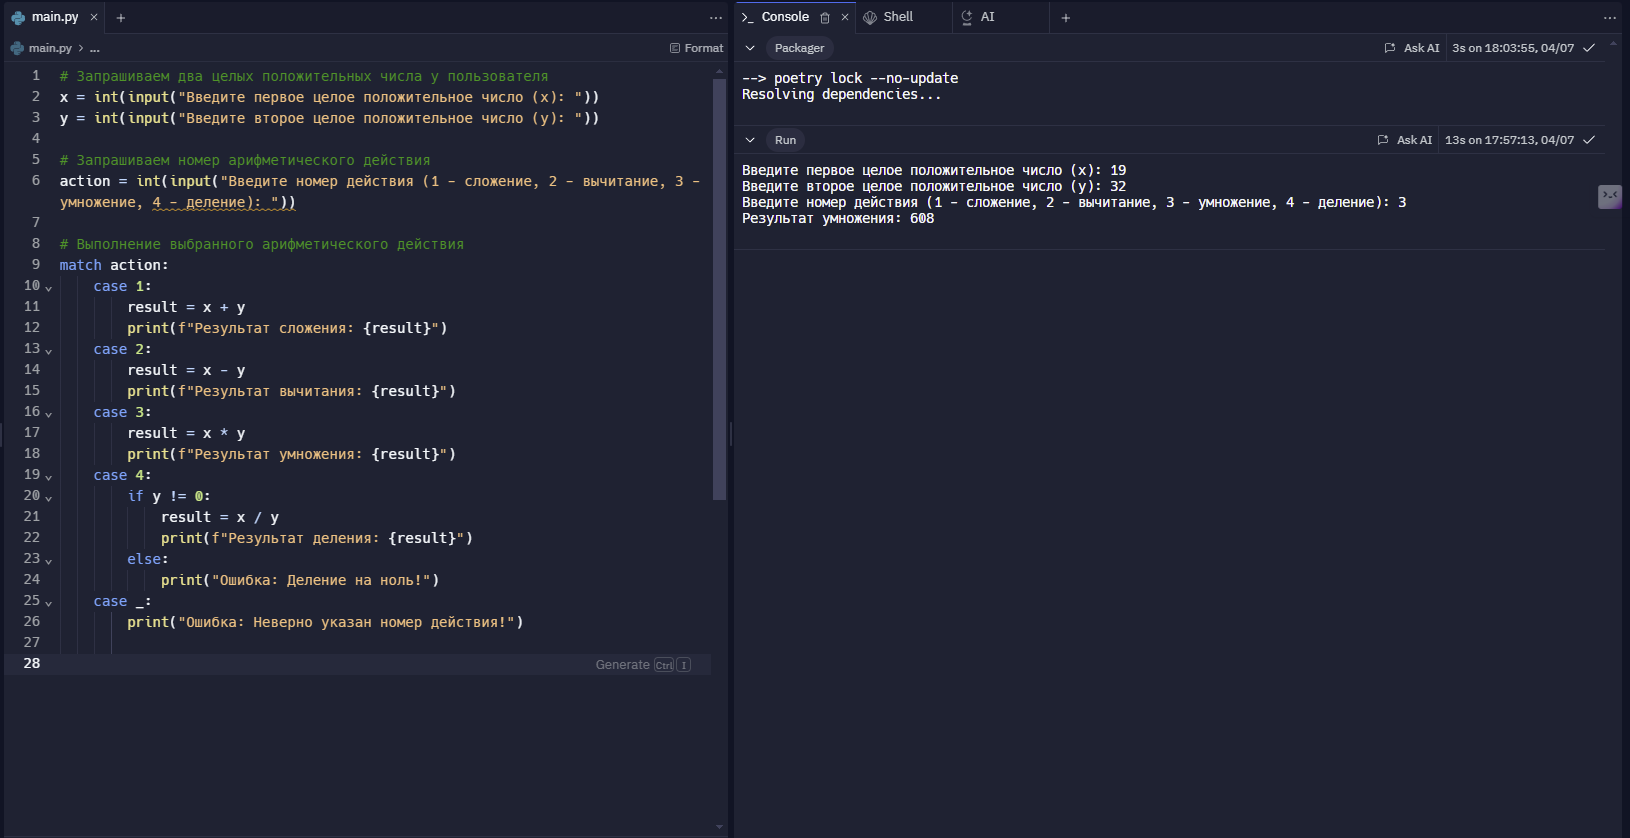 main.py
main.py > ...
Format
1 # Запрашиваем два целых положительных числа у пользователя
2 x = int(input("Введите первое целое положительное число (x): "))
3 y = int(input("Введите второе целое положительное число (y): "))
4
5 # Запрашиваем номер арифметического действия
6 action = int(input("Введите номер действия (1 - сложение, 2 - вычитание, 3 -
умножение, 4 - деление): "))
7
8 # Выполнение выбранного арифметического действия
9 match action:
10 case 1:
11 result = x + y
12 print(f"Результат сложения: {result}")
13 case 2:
14 result = x - y
15 print(f"Результат вычитания: {result}")
16 case 3:
17 result = x * y
18 print(f"Результат умножения: {result}")
19 case 4:
20 if y != 0:
21 result = x / y
22 print(f"Результат деления: {result}")
23 else:
24 print("Ошибка: Деление на ноль!")
25 case _:
26 print("Ошибка: Неверно указан номер действия!")
27
28
Generate Ctrl I
Console
Shell
AI
Packager
Ask AI
3s on 18:03:55, 04/07
--> poetry lock --no-update
Resolving dependencies...
Run
Ask AI
13s on 17:57:13, 04/07
Введите первое целое положительное число (x): 19
Введите второе целое положительное число (y): 32
Введите номер действия (1 - сложение, 2 - вычитание, 3 - умножение, 4 - деление): 3
Результат умножения: 608